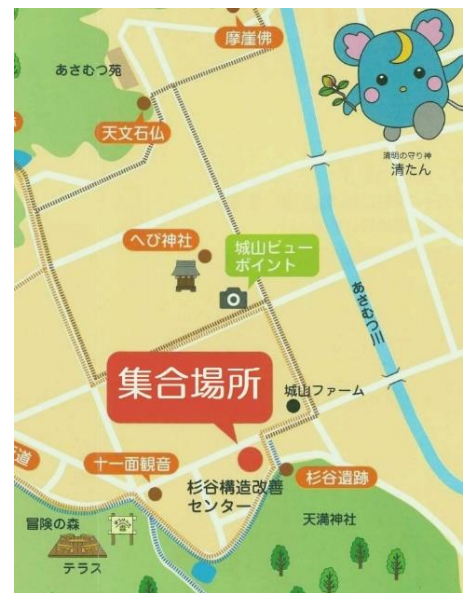 摩崖佛
あさむつ苑
天文石仏
清明の守り神
清たん
へび神社
城山ビュー
ポイント
あさむつ川
集合場所
城山ファーム
道
十一面観音
杉谷構造改善
センター
杉谷遺跡
冒険の森
天満神社
テラス